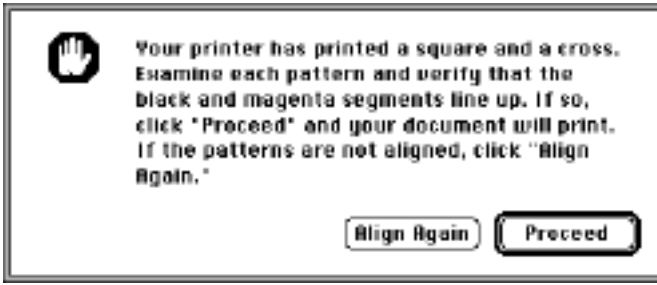 Your printer has printed a square and a cross.
Examine each pattern and verify that the
black and magenta segments line up. If so,
click "Proceed" and your document will print.
If the patterns are not aligned, click "Align
Again."
Align Again
Proceed